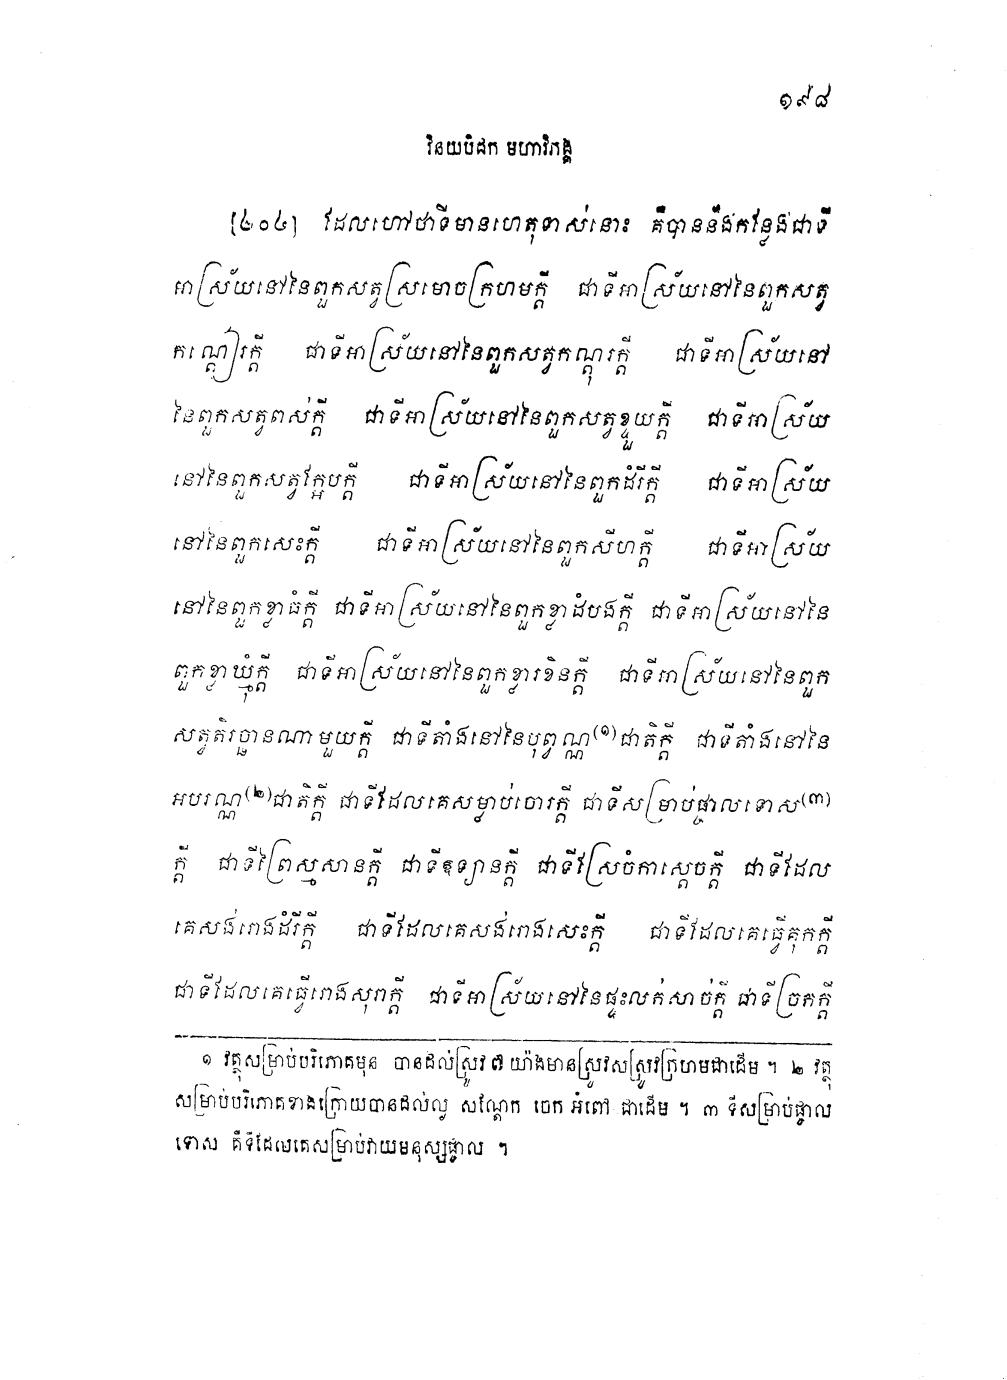 ១៩៨
វិនយបិដក មហាវិភង្គ
[៤០៤] ដែលហៅថាទីមានហេតុទាស់នោះ គឺបាននឹងកន្លែងជាទី
អាស្រ័យនៅនៃពួកសត្វស្រមោចក្រហមក្តី ជាទីអាស្រ័យនៅនៃពួកសត្វ
កណ្តៀរក្តី ជាទីអាស្រ័យនៅនៃពួកសត្វកណ្តុរក្តី ជាទីអាស្រ័យនៅ
នៃពួកសត្វពស់ក្តី ជាទីអាស្រ័យនៅនៃពួកសត្វខ្ទួយក្តី ជាទីអាស្រ័យ
នៅនៃពួកសត្វក្អែបក្តី ជាទីអាស្រ័យនៅនៃពួកដំរីក្តី ជាទីអាស្រ័យ
នៅនៃពួកសេះក្តី ជាទីអាស្រ័យនៅនៃពួកសីហក្តី ជាទីអាស្រ័យ
នៅនៃពួកខ្លាធំក្តី ជាទីអាស្រ័យនៅនៃពួកខ្លាដំបងក្តី ជាទីអាស្រ័យនៅនៃ
ពួកខ្លាឃ្មុំក្តី ជាទីអាស្រ័យនៅនៃពួកខ្លារខិនក្តី ជាទីអាស្រ័យនៅនៃពួក
សត្វតិរច្ឆានណាមួយក្តី ជាទីតាំងនៅនៃបុព្វណ្ណ(១)ជាតិក្តី ជាទីតាំងនៅនៃ
អបរណ្ណ(២)ជាតិក្តី ជាទីដែលគេសម្លាប់ចោរក្តី ជាទីសម្រាប់ផ្ចាលទោស(៣)
ក្តី ជាទីព្រៃស្មសានក្តី ជាទីឧទ្យានក្តី ជាទីស្រែចំការស្តេចក្តី ជាទីដែល
គេសង់រោងដំរីក្តី ជាទីដែលគេសង់រោងសេះក្តី ជាទីដែលគេធ្វើគុកក្តី
ជាទីដែលគេធ្វើរោងសុរាក្តី ជាទីអាស្រ័យនៅនៃផ្ទះលក់សាច់ក្តី ជាទីច្រកក្តី
១ វត្ថុសម្រាប់បរិភោគមុន បានដល់ស្រូវ ៧ យ៉ាងមានស្រូវសស្រូវក្រហមជាដើម ។ ២ វត្ថុ
សម្រាប់បរិភោគខាងក្រោយបានដល់ល្ង សណ្តែក ចេក អំពៅ ជាដើម ។ ៣ ទីសម្រាប់ផ្ចាល
ទោស គឺទីដែលគេសម្រាប់វាយមនុស្សផ្ចាល ។